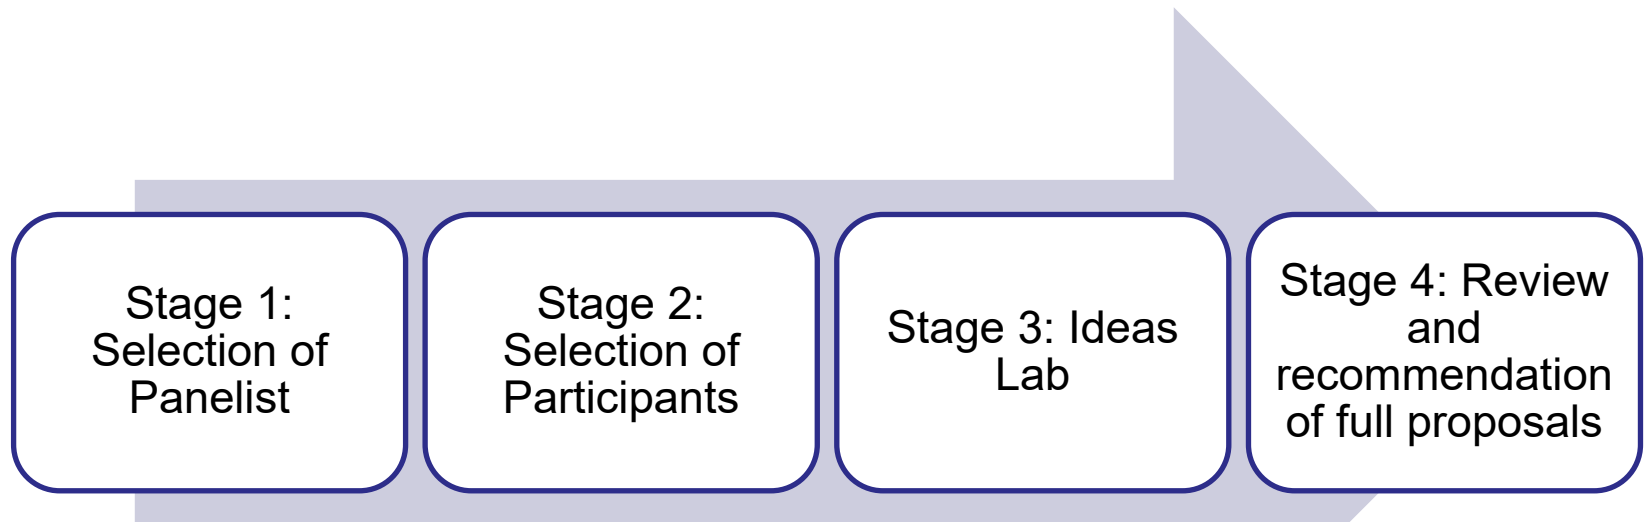 Stage 1:
Selection of
Panelist
Stage 2:
Selection of
Participants
Stage 3: Ideas
Lab
Stage 4: Review
and
recommendation
of full proposals